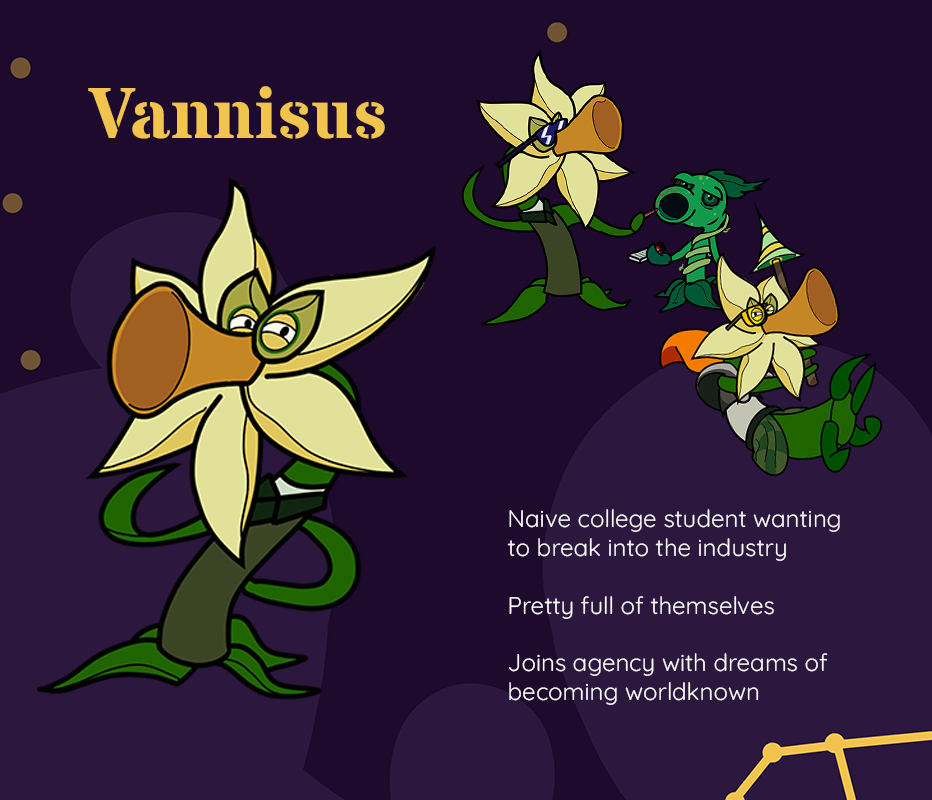 Vannisus
Naive college student wanting
to break into the industry
Pretty full of themselves
Joins agency with dreams of
becoming worldknown